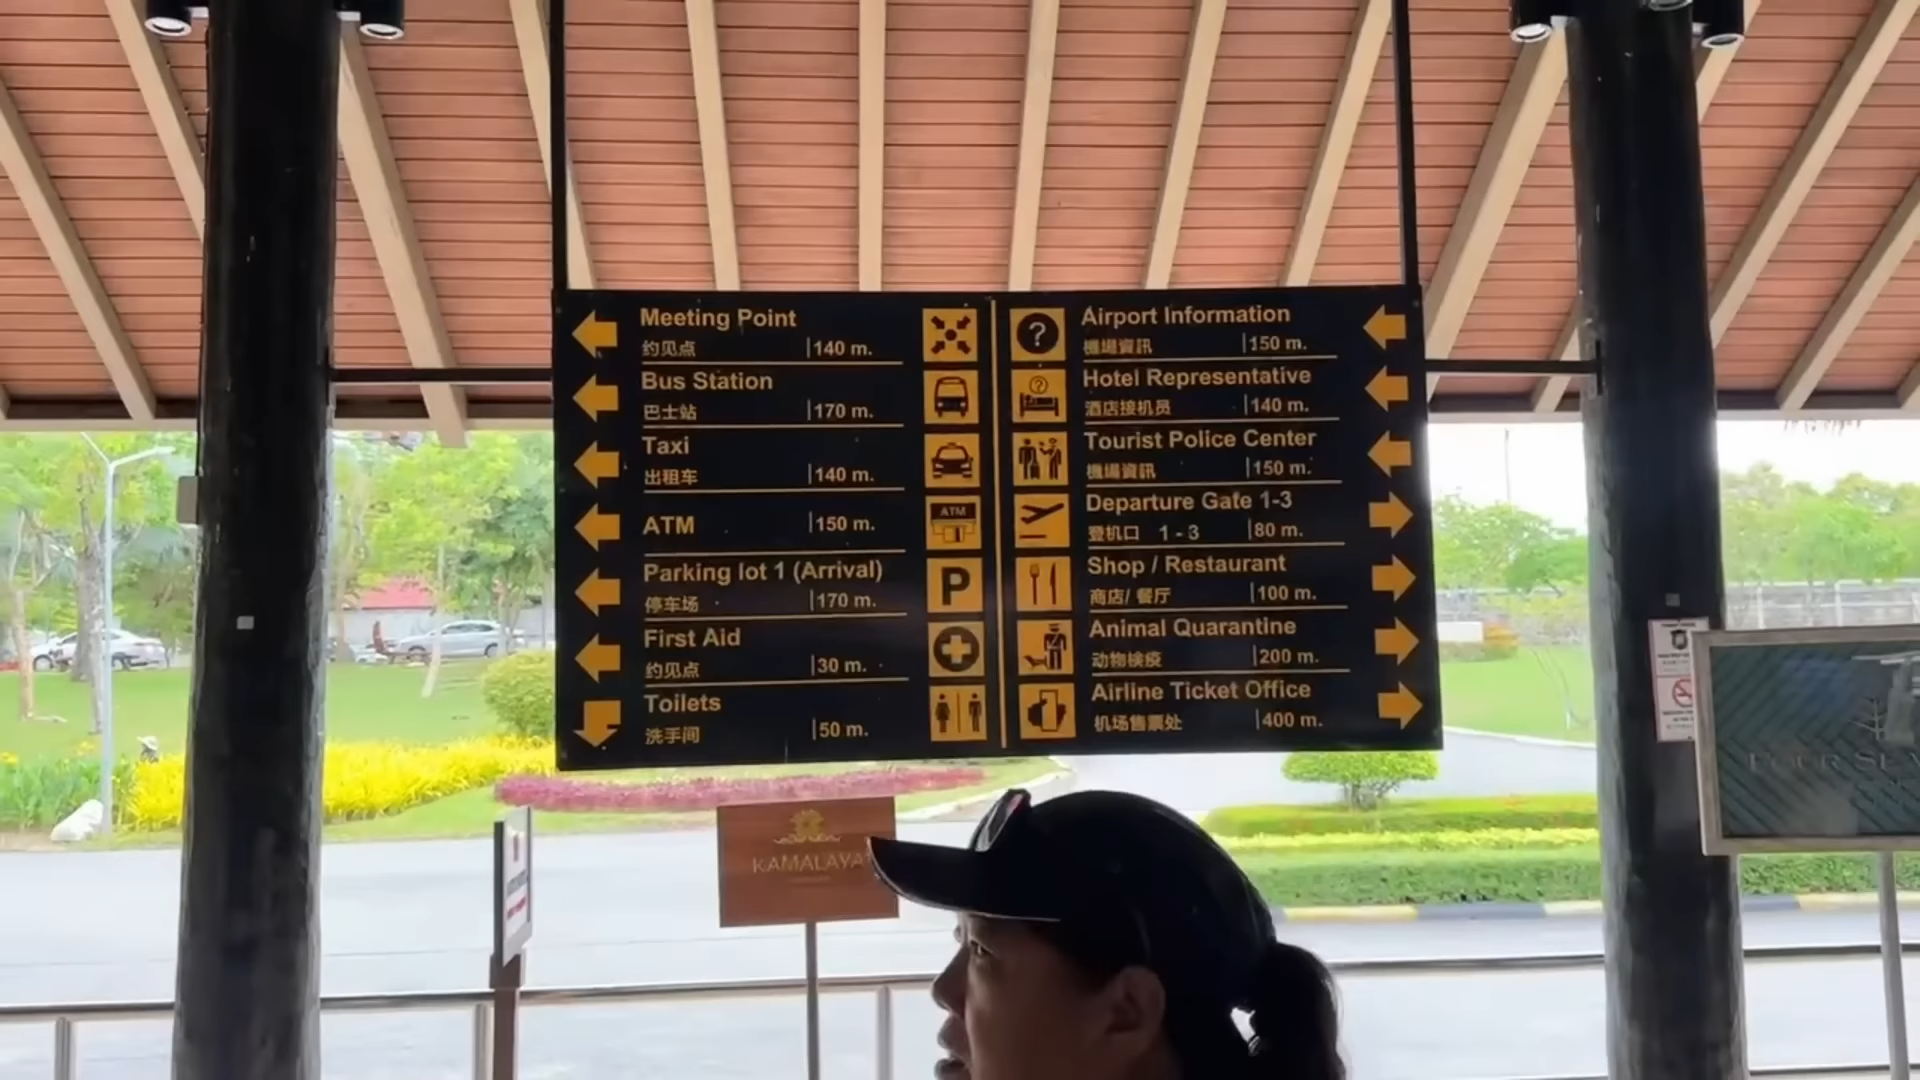 Meeting Point
约见点 140 m.
Bus Station
巴士站 170 m.
Taxi
出租车 140 m.
ATM 150 m.
ATM
Parking lot 1 (Arrival)
停车场 170 m.
P
First Aid
约见点 30 m.
Toilets
洗手间 50 m.
?
Airport Information
機場資訊 150 m.
?
Hotel Representative
酒店接机员 140 m.
Tourist Police Center
機場資訊 150 m.
Departure Gate 1-3
登机口 1 - 3 80 m.
Shop / Restaurant
商店/ 餐厅 100 m.
Animal Quarantine
动物检疫 200 m.
Airline Ticket Office
机场售票处 400 m.
KAMALAYA
FOUR SEA